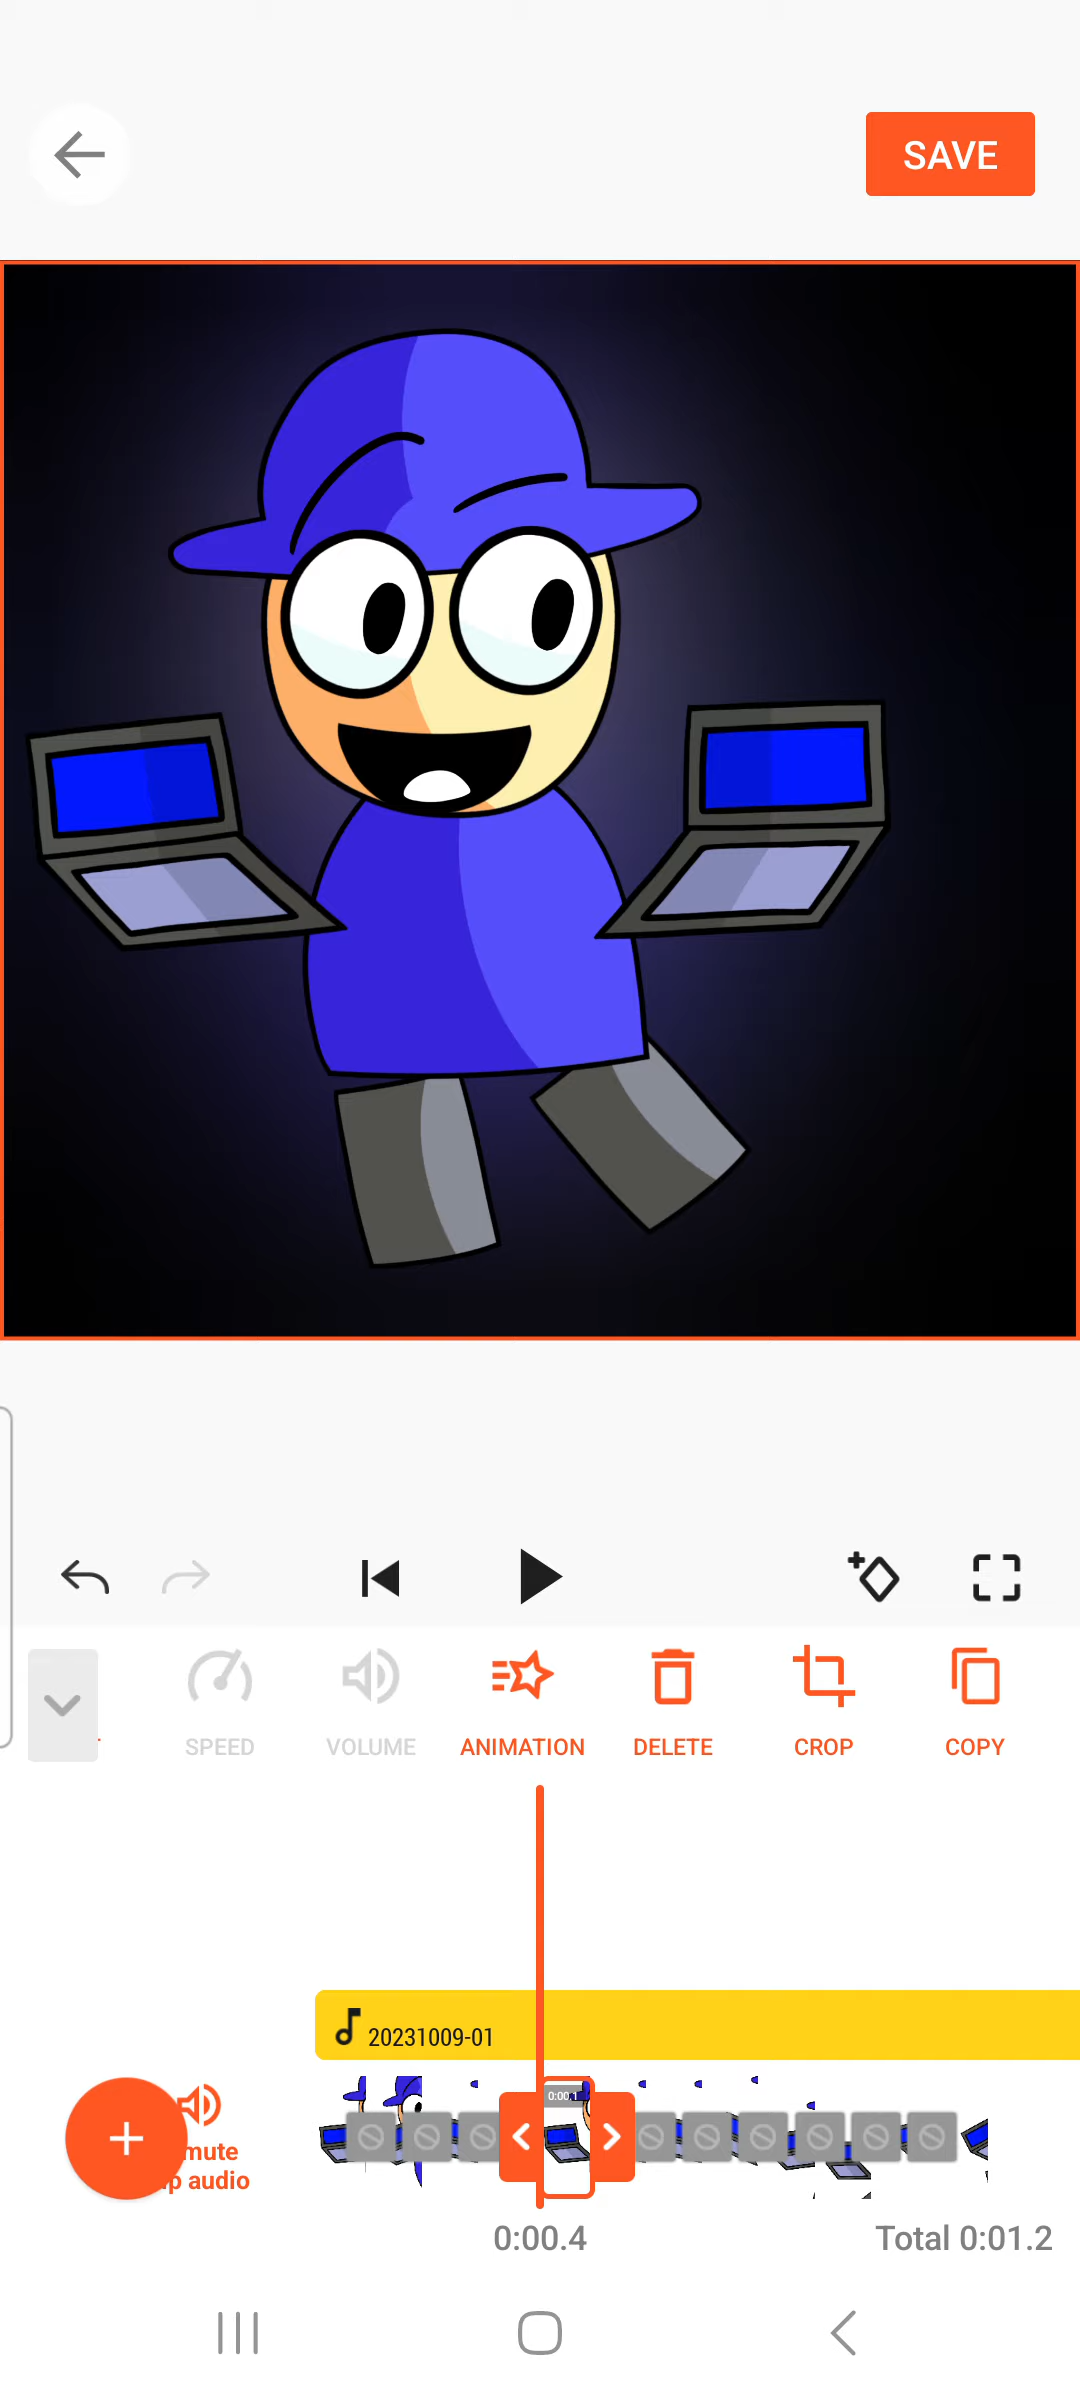 SAVE
SPEED
VOLUME
ANIMATION
DELETE
CROP
COPY
20231009-01
mute
audio
0:00.4
Total 0:01.2